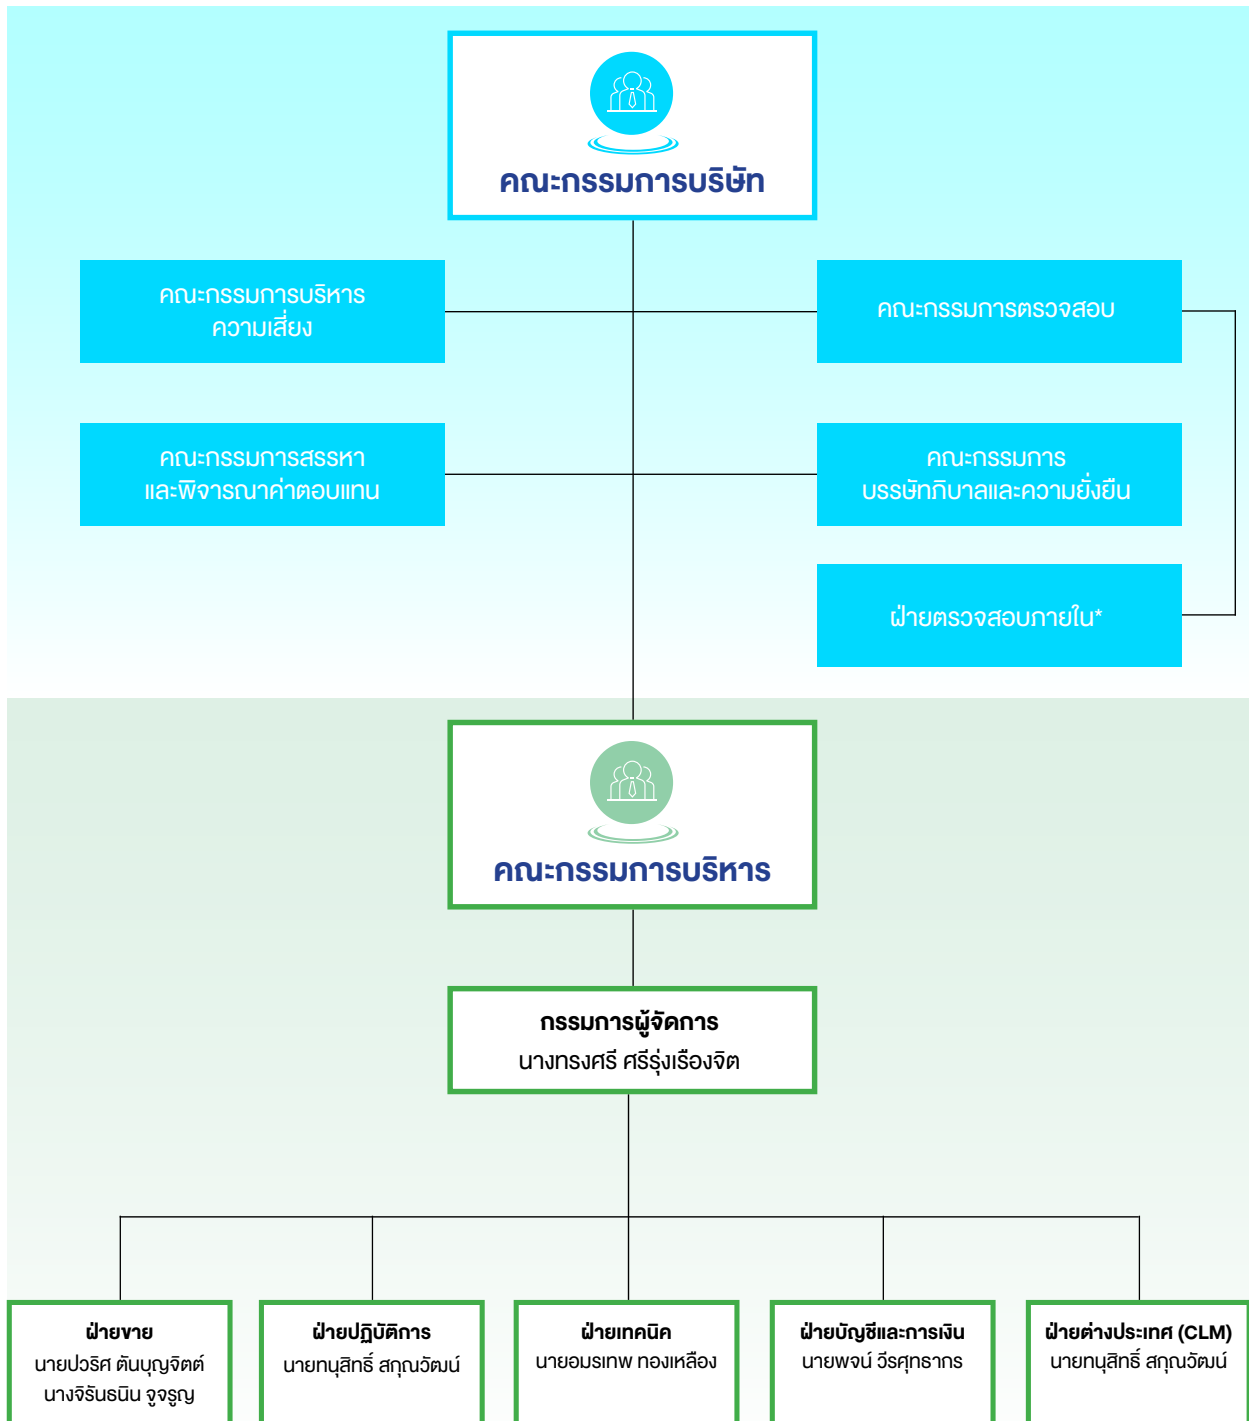 คณะกรรมการบริษัท
คณะกรรมการบริหาร
ความเสี่ยง
คณะกรรมการตรวจสอบ
คณะกรรมการสรรหา
และพิจารณาค่าตอบแทน
คณะกรรมการ
บรรษัทภิบาลและความยั่งยืน
ฝ่ายตรวจสอบภายใน*
คณะกรรมการบริหาร
กรรมการผู้จัดการ
นางทรงศรี ศรีรุ่งเรืองจิต
ฝ่ายขาย
นายปวริศ ตันบุญจิตต์
นางจิรันธนิน จูจรูญ
ฝ่ายปฏิบัติการ
นายทนุสิทธิ์ สกุณวัฒน์
ฝ่ายเทคนิค
นายอมรเทพ ทองเหลือง
ฝ่ายบัญชีและการเงิน
นายพจน์ วีรศุทธากร
ฝ่ายต่างประเทศ (CLM)
นายทนุสิทธิ์ สกุณวัฒน์